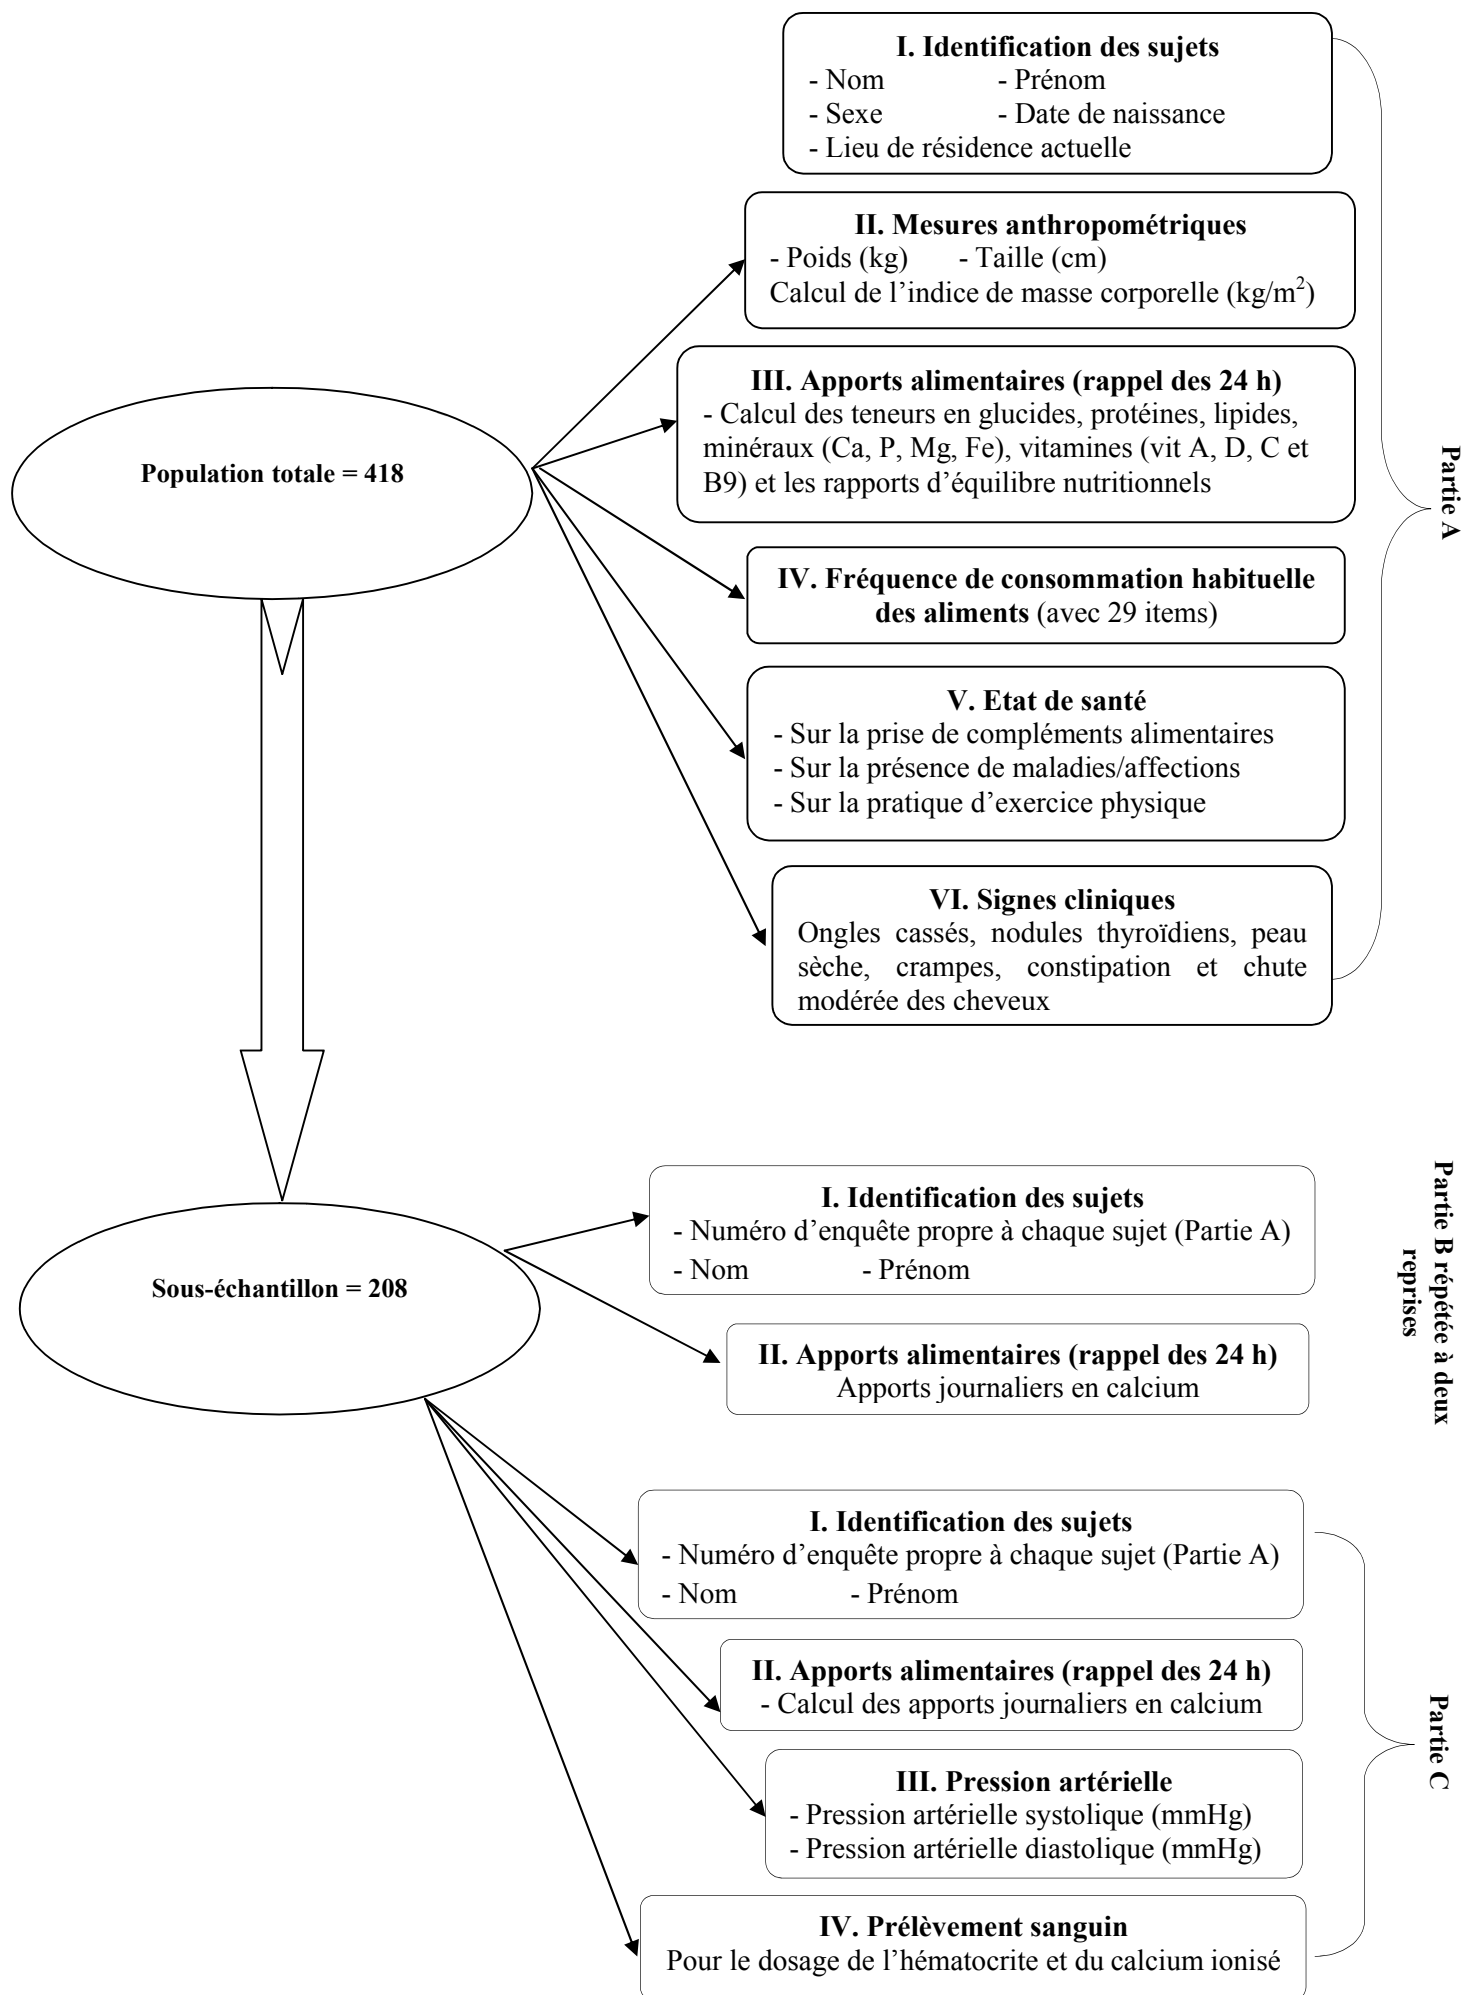 I. Identification des sujets
- Nom - Prénom
- Sexe - Date de naissance
- Lieu de résidence actuelle
II. Mesures anthropométriques
- Poids (kg) - Taille (cm)
Calcul de l’indice de masse corporelle (kg/m²)
III. Apports alimentaires (rappel des 24 h)
- Calcul des teneurs en glucides, protéines, lipides,
minéraux (Ca, P, Mg, Fe), vitamines (vit A, D, C et
B9) et les rapports d’équilibre nutritionnels
Population totale = 418
Partie A
IV. Fréquence de consommation habituelle
des aliments (avec 29 items)
V. Etat de santé
- Sur la prise de compléments alimentaires
- Sur la présence de maladies/affections
- Sur la pratique d’exercice physique
VI. Signes cliniques
Ongles cassés, nodules thyroïdiens, peau
sèche, crampes, constipation et chute
modérée des cheveux
I. Identification des sujets
- Numéro d’enquête propre à chaque sujet (Partie A)
- Nom - Prénom
Sous-échantillon = 208
Partie B répétée à deux
reprises
II. Apports alimentaires (rappel des 24 h)
Apports journaliers en calcium
I. Identification des sujets
- Numéro d’enquête propre à chaque sujet (Partie A)
- Nom - Prénom
II. Apports alimentaires (rappel des 24 h)
- Calcul des apports journaliers en calcium
Partie C
III. Pression artérielle
- Pression artérielle systolique (mmHg)
- Pression artérielle diastolique (mmHg)
IV. Prélèvement sanguin
Pour le dosage de l’hématocrite et du calcium ionisé